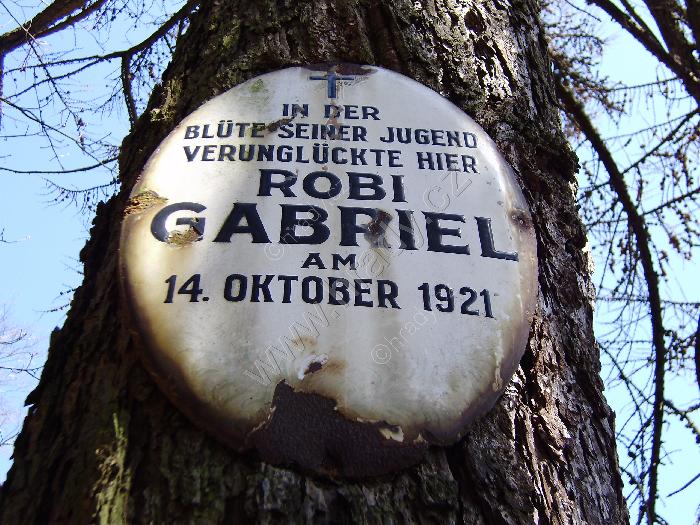 IN DER
BLÜTE SEINER JUGEND
VERUNGLÜCKTE HIER
ROBI
GABRIEL
AM
14. OKTOBER 1921